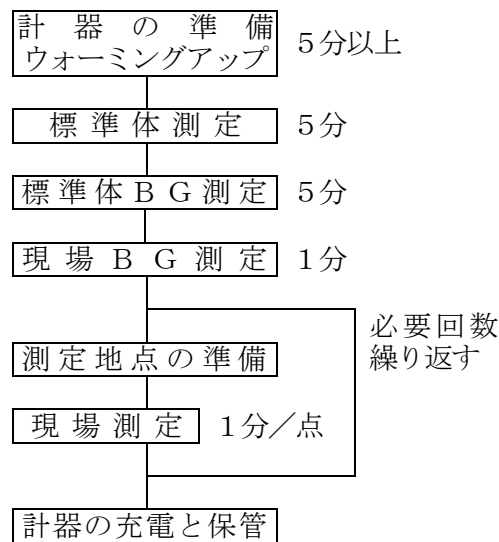 計器の準備
ウォーミングアップ
５分以上
標準体測定
５分
標準体ＢＧ測定
５分
現場ＢＧ測定
１分
必要回数
繰り返す
測定地点の準備
現場測定
１分／点
計器の充電と保管